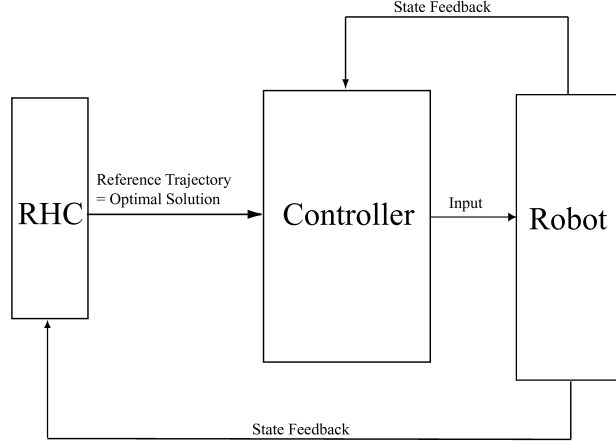 State Feedback
Reference Trajectory
= Optimal Solution
RHC
Controller
Input
Robot
State Feedback